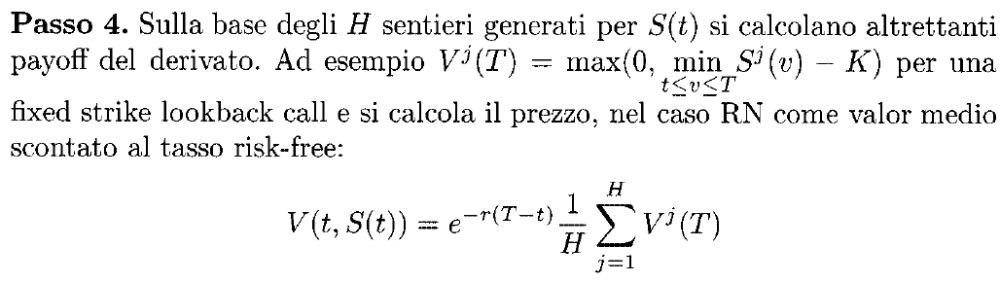 Passo 4. Sulla base degli H sentieri generati per S(t) si calcolano altrettanti
payoff del derivato. Ad esempio V^j(T) = max(0, min_{t≤v≤T} S^j(v) − K) per una
fixed strike lookback call e si calcola il prezzo, nel caso RN come valor medio
scontato al tasso risk-free:
V(t, S(t)) = e^{−r(T−t)} \frac{1}{H} \sum_{j=1}^{H} V^j(T)